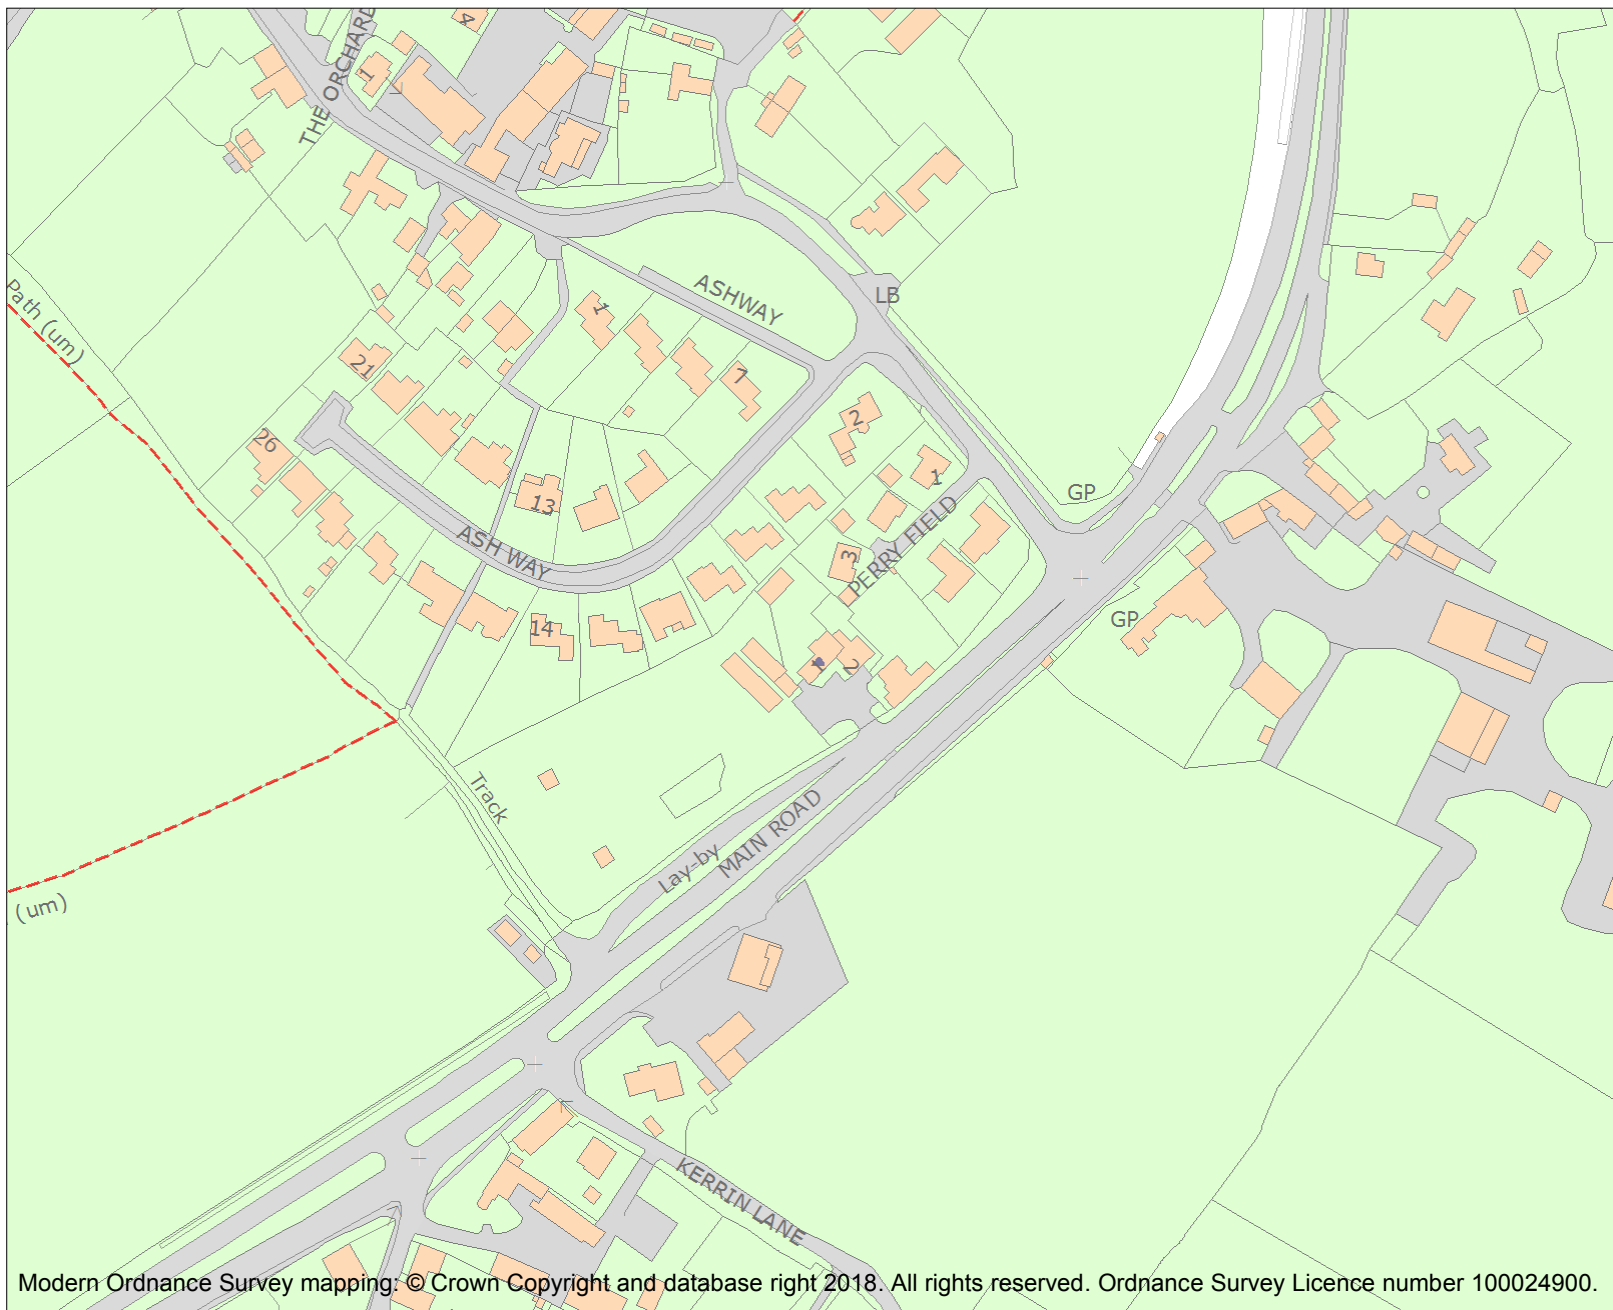 THE ORCHARD
1
4
ASHWAY
LB
Path (um)
1
7
21
2
26
1
13
GP
ASH WAY
PERRY FIELD
3
GP
14
1
2
Track
MAIN ROAD
Lay-by
(um)
KERRIN LANE
Modern Ordnance Survey mapping: © Crown Copyright and database right 2018. All rights reserved. Ordnance Survey Licence number 100024900.